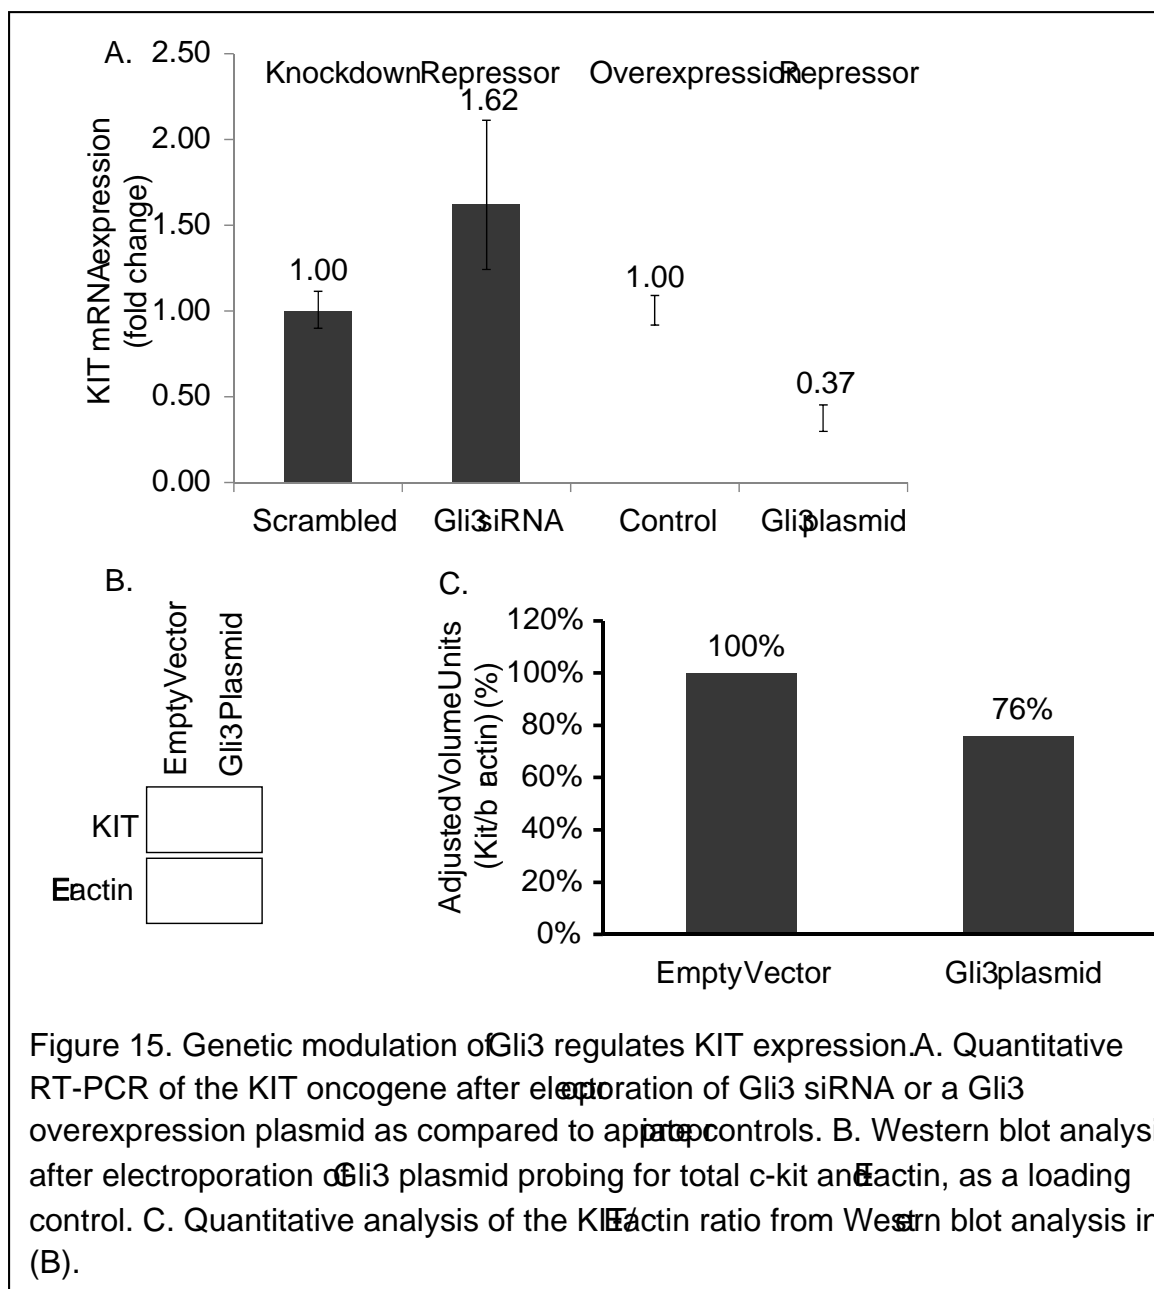 A.
2.50
2.00
1.50
1.00
0.50
0.00
KIT mRNA expression
(fold change)
Knockdown Repressor
Overexpression Repressor
1.00
1.62
1.00
0.37
Scrambled
Gli3 siRNA
Control
Gli3 plasmid
B.
Empty Vector
Gli3 Plasmid
KIT
actin
C.
Adjusted Volume Units
(Kit/b actin) (%)
120%
100%
80%
60%
40%
20%
0%
100%
76%
Empty Vector
Gli3 plasmid
Figure 15. Genetic modulation of Gli3 regulates KIT expression. A. Quantitative
RT-PCR of the KIT oncogene after electroporation of Gli3 siRNA or a Gli3
overexpression plasmid as compared to appropriate controls. B. Western blot analysi
after electroporation of Gli3 plasmid probing for total c-kit and actin, as a loading
control. C. Quantitative analysis of the KIT/ actin ratio from Western blot analysis in
(B).